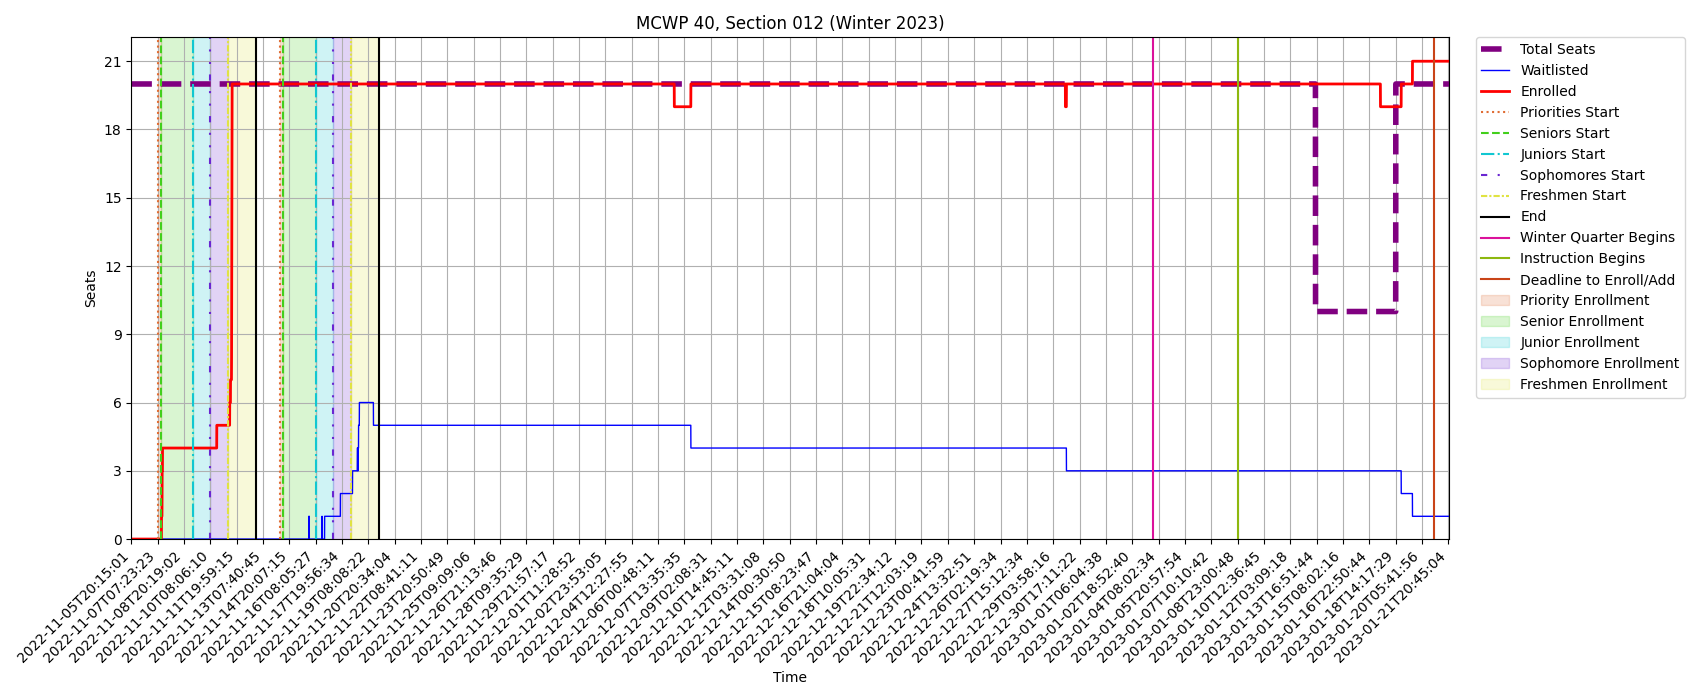 MCWP 40, Section 012 (Winter 2023)
Seats
21
18
15
12
9
6
3
0
Total Seats
Waitlisted
Enrolled
Priorities Start
Seniors Start
Juniors Start
Sophomores Start
Freshmen Start
End
Winter Quarter Begins
Instruction Begins
Deadline to Enroll/Add
Priority Enrollment
Senior Enrollment
Junior Enrollment
Sophomore Enrollment
Freshmen Enrollment
2022-11-05T20:15:01
2022-11-07T07:23:23
2022-11-08T20:19:02
2022-11-10T08:06:10
2022-11-11T19:59:15
2022-11-13T07:40:45
2022-11-14T20:07:15
2022-11-16T08:05:27
2022-11-17T19:56:34
2022-11-19T08:08:22
2022-11-20T20:34:04
2022-11-22T08:41:11
2022-11-23T20:50:49
2022-11-25T09:09:06
2022-11-26T21:13:46
2022-11-28T09:35:29
2022-11-29T21:57:17
2022-12-01T11:28:52
2022-12-02T23:53:05
2022-12-04T12:27:55
2022-12-06T00:48:11
2022-12-07T13:35:35
2022-12-09T02:08:31
2022-12-10T14:45:11
2022-12-12T03:31:08
2022-12-14T00:30:50
2022-12-15T08:23:47
2022-12-16T21:04:04
2022-12-18T10:05:31
2022-12-19T22:34:12
2022-12-21T12:03:19
2022-12-23T00:41:59
2022-12-24T13:32:51
2022-12-26T02:19:34
2022-12-27T15:12:34
2022-12-29T03:58:16
2022-12-30T17:11:22
2023-01-01T06:04:38
2023-01-02T18:52:40
2023-01-04T08:02:34
2023-01-05T20:57:54
2023-01-07T10:10:42
2023-01-08T23:00:48
2023-01-10T12:36:45
2023-01-12T03:09:18
2023-01-13T16:51:44
2023-01-15T08:02:16
2023-01-16T22:50:44
2023-01-18T14:17:29
2023-01-20T05:41:56
2023-01-21T20:45:04
Time